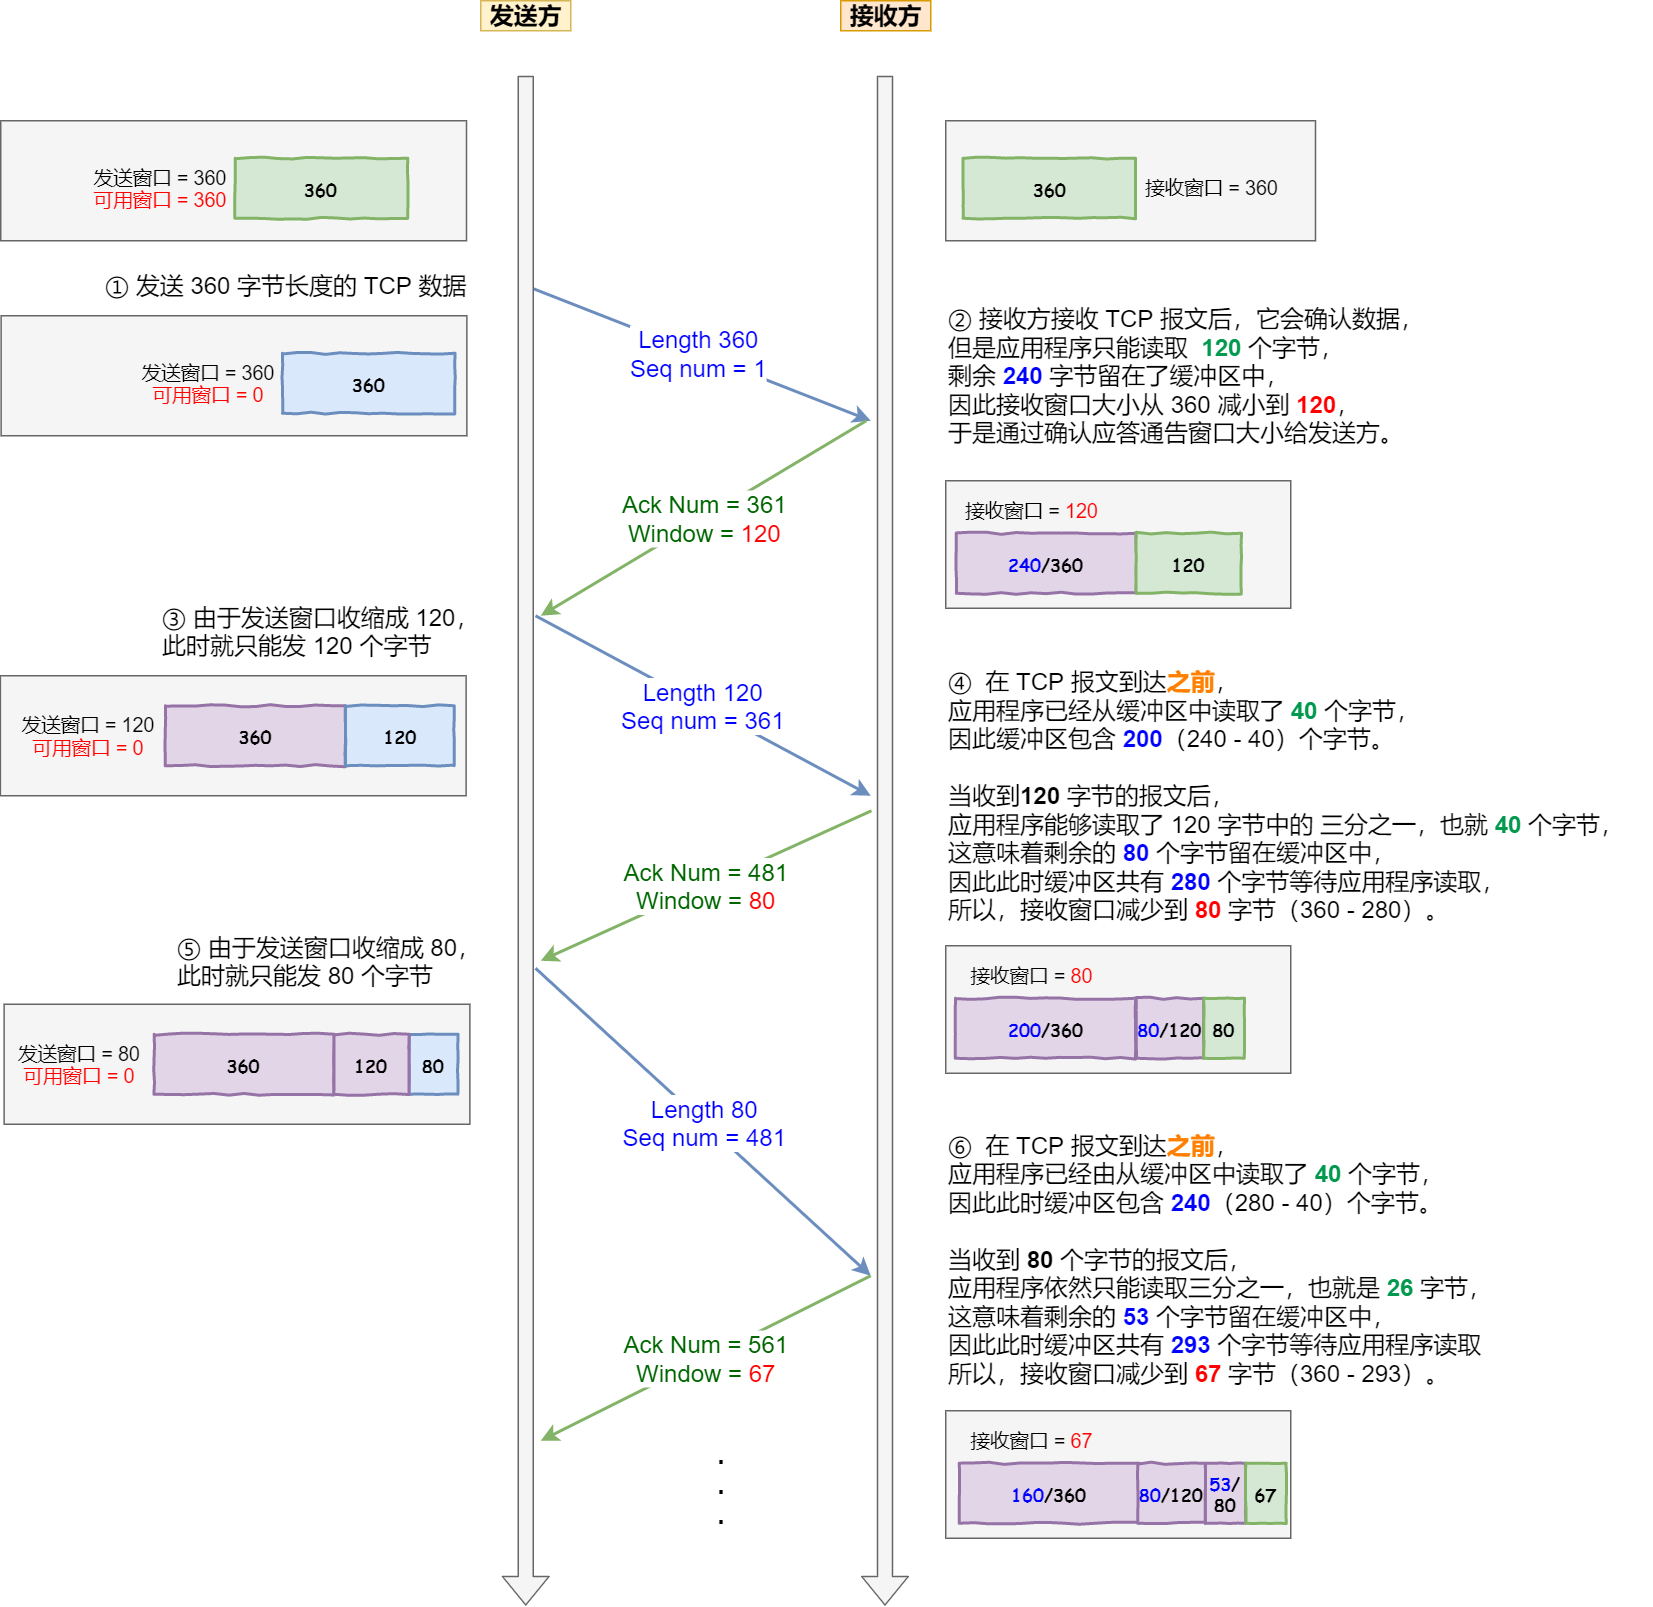 发送方
接收方
发送窗口 = 360
可用窗口 = 360
360
360
接收窗口 = 360
① 发送 360 字节长度的 TCP 数据
发送窗口 = 360
可用窗口 = 0
360
Length 360
Seq num = 1
② 接收方接收 TCP 报文后，它会确认数据，
但是应用程序只能读取 120 个字节，
剩余 240 字节留在了缓冲区中，
因此接收窗口大小从 360 减小到 120，
于是通过确认应答通告窗口大小给发送方。
Ack Num = 361
Window = 120
接收窗口 = 120
240/360
120
③ 由于发送窗口收缩成 120，
此时就只能发 120 个字节
发送窗口 = 120
可用窗口 = 0
360
120
Length 120
Seq num = 361
④ 在 TCP 报文到达之前，
应用程序已经从缓冲区中读取了 40 个字节，
因此缓冲区包含 200（240 - 40）个字节。
当收到120 字节的报文后，
应用程序能够读取了 120 字节中的 三分之一，也就 40 个字节，
这意味着剩余的 80 个字节留在缓冲区中，
因此此时缓冲区共有 280 个字节等待应用程序读取，
所以，接收窗口减少到 80 字节（360 - 280）。
Ack Num = 481
Window = 80
接收窗口 = 80
200/360
80/120
80
⑤ 由于发送窗口收缩成 80，
此时就只能发 80 个字节
发送窗口 = 80
可用窗口 = 0
360
120
80
Length 80
Seq num = 481
⑥ 在 TCP 报文到达之前，
应用程序已经由从缓冲区中读取了 40 个字节，
因此此时缓冲区包含 240（280 - 40）个字节。
当收到 80 个字节的报文后，
应用程序依然只能读取三分之一，也就是 26 字节，
这意味着剩余的 53 个字节留在缓冲区中，
因此此时缓冲区共有 293 个字节等待应用程序读取
所以，接收窗口减少到 67 字节（360 - 293）。
Ack Num = 561
Window = 67
接收窗口 = 67
160/360
80/120
53/
80
67
.
.
.